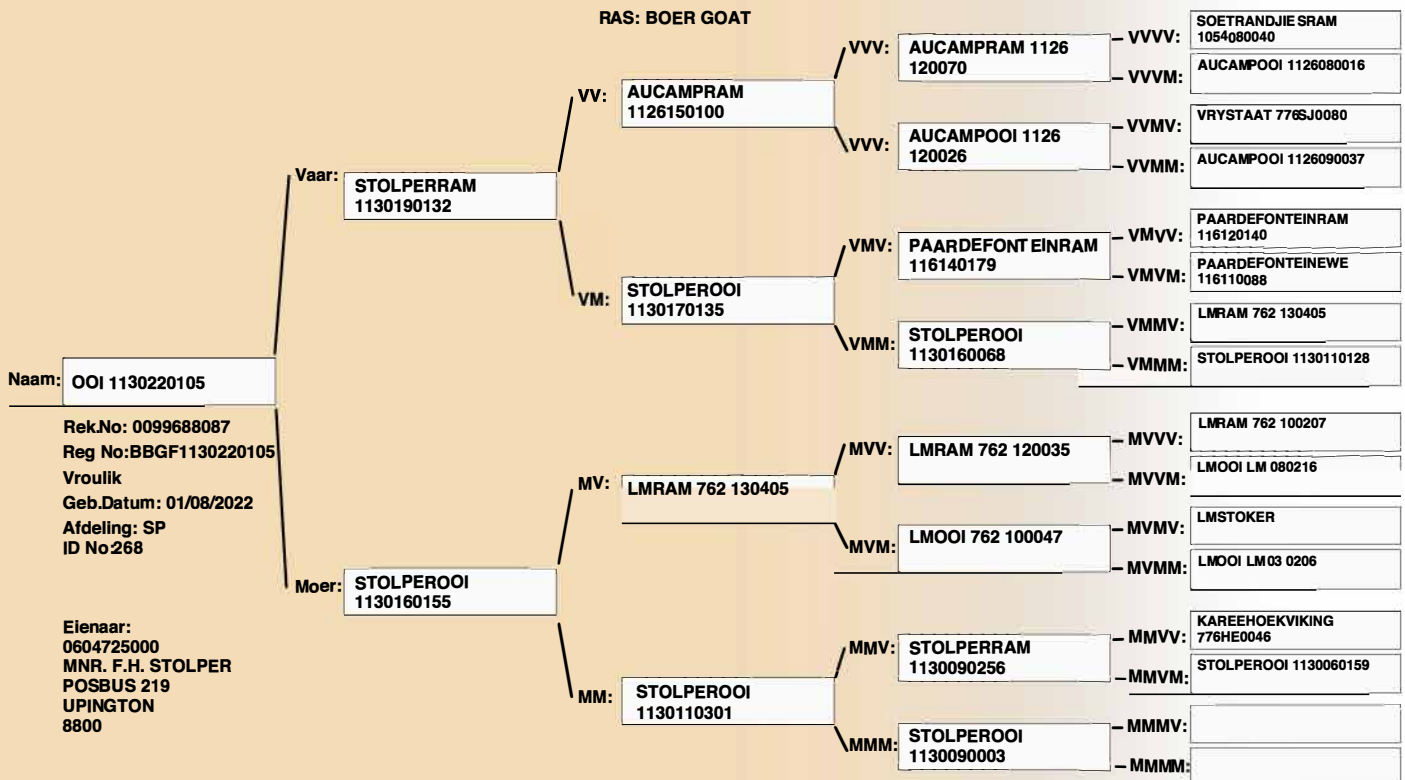 RAS: BOER GOAT
Naam: OOI 1130220105
Rek.No: 0099688087
Reg No:BBGF1130220105
Vroulik
Geb.Datum: 01/08/2022
Afdeling: SP
ID No:268
Eienaar:
0604725000
MNR. F.H. STOLPER
POSBUS 219
UPINGTON
8800
Vaar: STOLPERRAM
1130190132
Moer: STOLPEROOI
1130160155
VV: AUCAMPRAM
1126150100
VM: STOLPEROOI
1130170135
MV: LMRAM 762 130405
MM: STOLPEROOI
1130110301
VVV: AUCAMPRAM 1126
120070
VVV: AUCAMPOOI 1126
120026
VMV: PAARDEFONTEINRAM
116140179
VMM: STOLPEROOI
1130160068
MVV: LMRAM 762 120035
MVM: LMOOI 762 100047
MMV: STOLPERRAM
1130090256
MMM: STOLPEROOI
1130090003
VVVV: SOETRANDJIESRAM
1054080040
VVVM: AUCAMPOOI 1126080016
VVMV: VRYSTAAT 776SJ0080
VVMM: AUCAMPOOI 1126090037
VMVV: PAARDEFONTEINRAM
116120140
VMVM: PAARDEFONTEINEWE
116110088
VMMV: LMRAM 762 130405
VMMM: STOLPEROOI 1130110128
MVVV: LMRAM 762 100207
MVVM: LMOOI LM 080216
MVMV: LMSTOKER
MVMM: LMOOI LM03 0206
MMVV: KAREEHOEKVIKING
776HE0046
MMVM: STOLPEROOI 1130060159
MMMV:
MMMM: